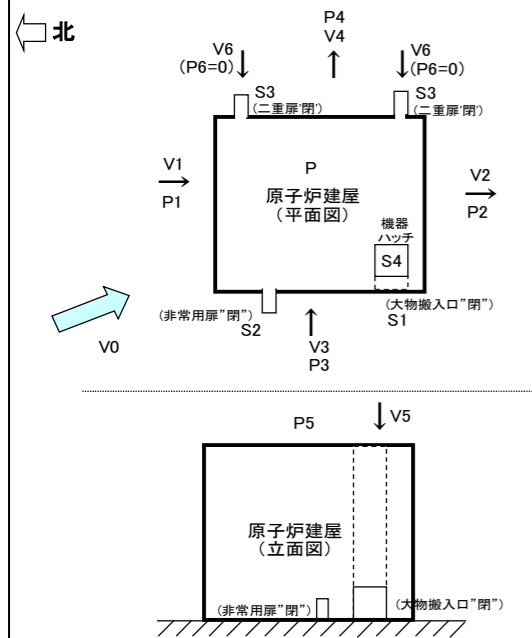 北
P4
V4
V6
(P6=0)
V6
(P6=0)
S3
(二重扉'閉')
S3
(二重扉'閉')
V1
P1
P
原子炉建屋
(平面図)
V2
P2
機器
ハッチ
S4
(非常用扉”閉”)
S2
(大物搬入口”閉”)
S1
V0
V3
P3
P5
V5
原子炉建屋
(立面図)
(非常用扉”閉”)
(大物搬入口”閉”)